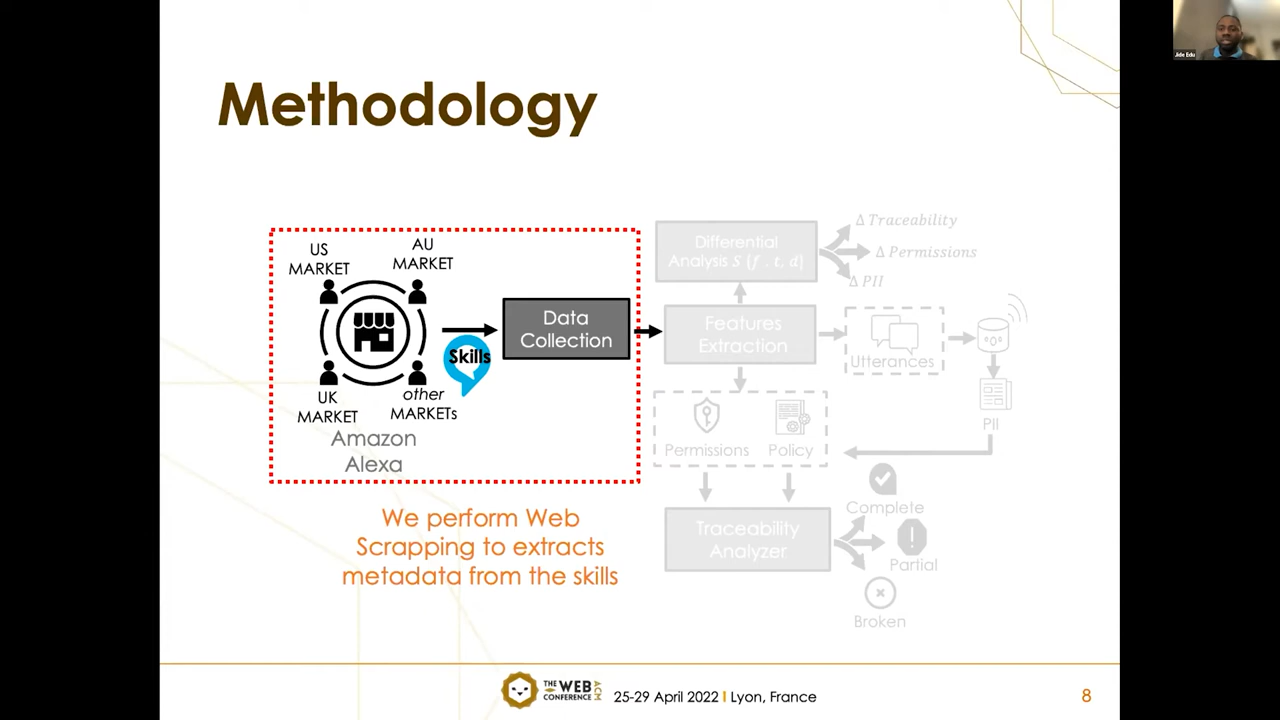 Jide Edu
Methodology
US
MARKET
AU
MARKET
UK
MARKET
other
MARKETs
Amazon
Alexa
Skills
Data
Collection
We perform Web
Scrapping to extracts
metadata from the skills
Differential
Analysis S {f . t, d}
Δ Traceability
Δ Permissions
Δ PII
Features
Extraction
Utterances
PII
Permissions
Policy
Traceability
Analyzer
Complete
Partial
Broken
THE WEB
CONFERENCE
ACM
25-29 April 2022 I Lyon, France
8